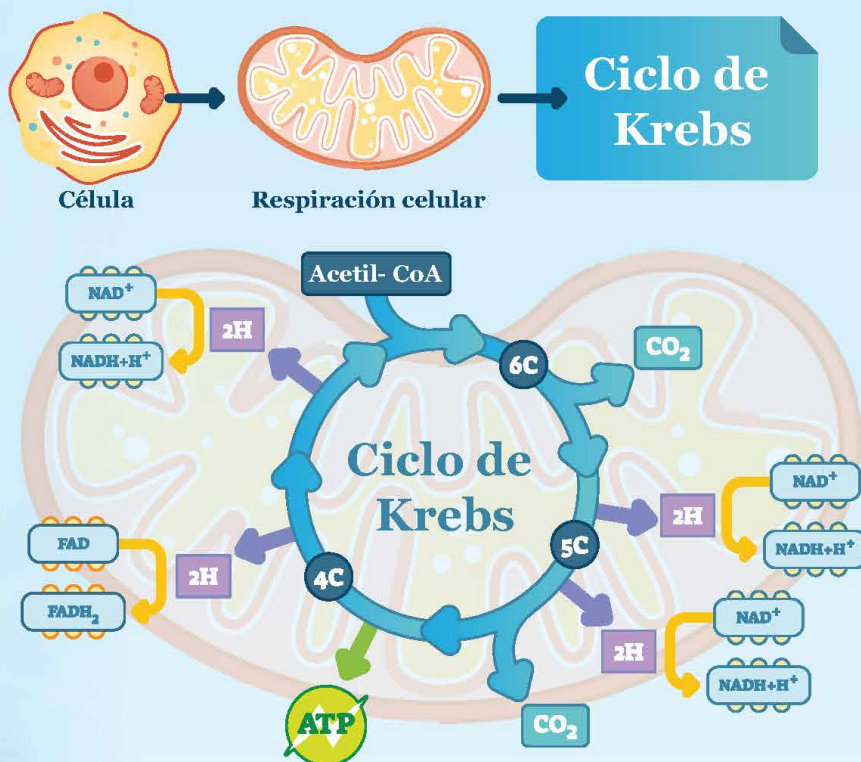 Ciclo de
Krebs
Célula
Respiración celular
Acetil- CoA
NAD⁺
2H
NADH+H⁺
6C
CO₂
Ciclo de
Krebs
NAD⁺
2H
NADH+H⁺
FAD
2H
FADH₂
4C
5C
NAD⁺
2H
NADH+H⁺
ATP
CO₂